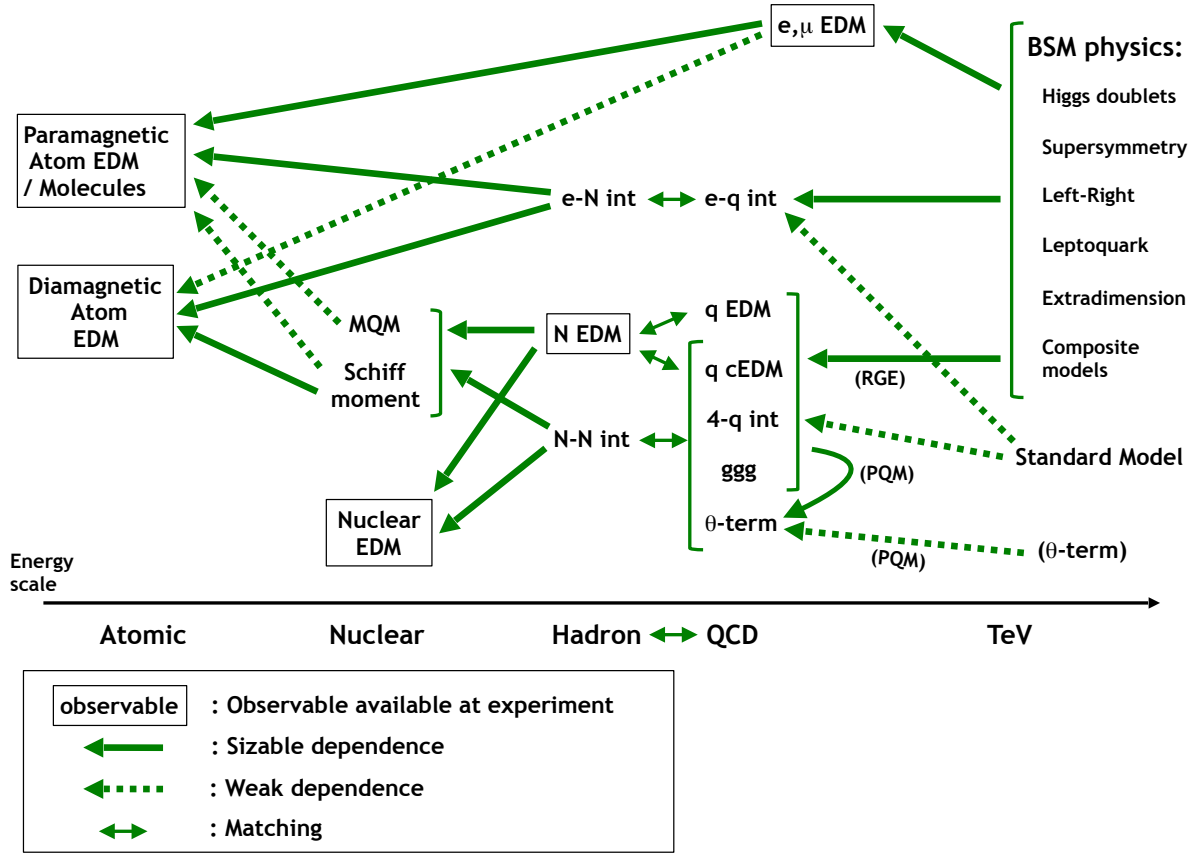 e,μ EDM
BSM physics:
Higgs doublets
Supersymmetry
Left-Right
Leptoquark
Extradimension
Composite
models
Paramagnetic
Atom EDM
/ Molecules
e-N int
e-q int
Diamagnetic
Atom
EDM
MQM
Schiff
moment
N EDM
q EDM
q cEDM
(RGE)
4-q int
N-N int
ggg
(PQM)
Standard Model
θ-term
Nuclear
EDM
(PQM)
(θ-term)
Energy
scale
Atomic
Nuclear
Hadron
QCD
TeV
observable : Observable available at experiment
: Sizable dependence
: Weak dependence
: Matching